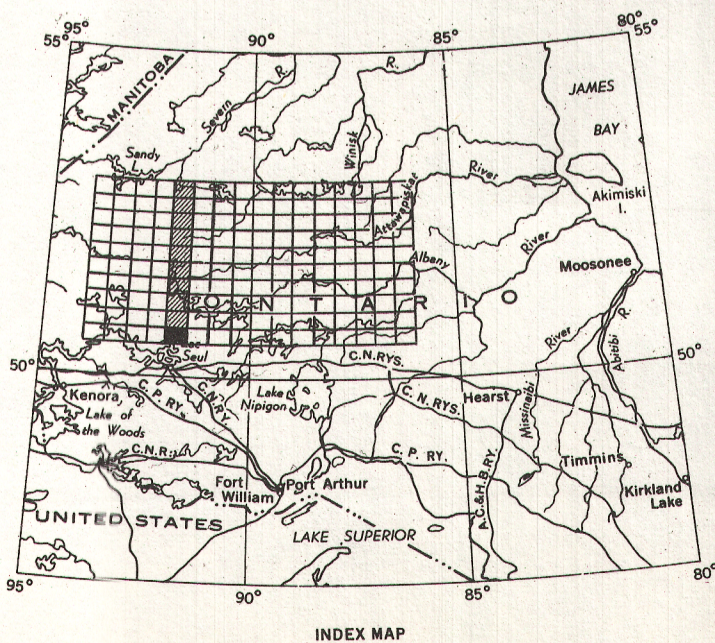 95°
55°
90°
85°
80°
55°
MANITOBA
Severn R.
R.
JAMES
BAY
Sandy
Winisk
Attawapiskat
River
Akimiski
I.
Albany
River
Moosonee
ONTARIO
50°
Lac
Seul
C.N.RYS.
River
Abitibi R.
50°
Kenora
C.P.RY.
C.N.RY.
Lake
Nipigon
C.N.RYS.
Hearst
Missinaibi
Lake of
the Woods
C.N.R.
C.P.RY.
Timmins
Fort
William
Port Arthur
A.C.&H.B.RY.
Kirkland
Lake
UNITED STATES
LAKE SUPERIOR
95°
90°
85°
80°
INDEX MAP